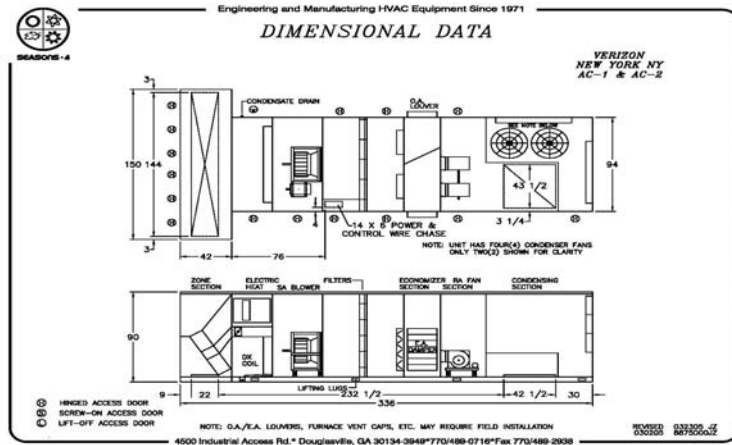 Engineering and Manufacturing HVAC Equipment Since 1971
SEASONS-4
DIMENSIONAL DATA
VERIZON
NEW YORK NY
AC-1 & AC-2
3
CONDENSATE DRAIN
O.A.
LOUVER
SEE NOTE BELOW
150
144
94
43 1/2
3 1/4
14 X 6 POWER &
CONTROL WIRE CHASE
3
42
76
NOTE: UNIT HAS FOUR(4) CONDENSER FANS
ONLY TWO(2) SHOWN FOR CLARITY
ZONE
SECTION
ELECTRIC
HEAT
SA BLOWER
FILTERS
ECONOMIZER
SECTION
RA FAN
SECTION
CONDENSING
SECTION
90
DX
COIL
DAMPER
LIFTING LUGS
9
22
232 1/2
42 1/2
30
336
HINGED ACCESS DOOR
SCREW-ON ACCESS DOOR
LIFT-OFF ACCESS DOOR
NOTE: O.A./E.A. LOUVERS, FURNACE VENT CAPS, ETC. MAY REQUIRE FIELD INSTALLATION
REVISED 032305 JZ
030205
4500 Industrial Access Rd.* Douglasville, GA 30134-3949*770/489-0716*Fax 770/489-2938